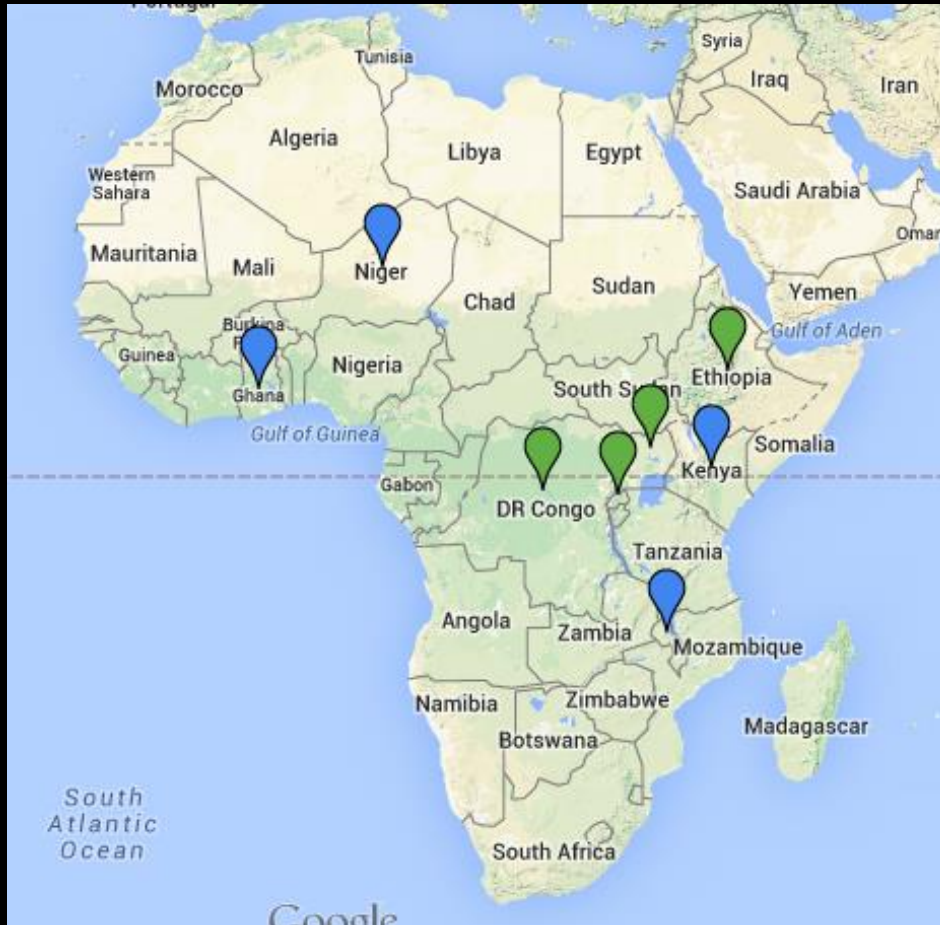 Tunisia
Syria
Iraq
Iran
Morocco
Algeria
Libya
Egypt
Western
Sahara
Saudi Arabia
Mauritania
Mali
Niger
Sudan
Oman
Chad
Yemen
Gulf of Aden
Guinea
Nigeria
Ethiopia
Ghana
Gulf of Guinea
Somalia
Kenya
Gabon
DR Congo
Tanzania
Angola
Zambia
Mozambique
Namibia
Zimbabwe
Botswana
Madagascar
South
Atlantic
Ocean
South Africa
Google